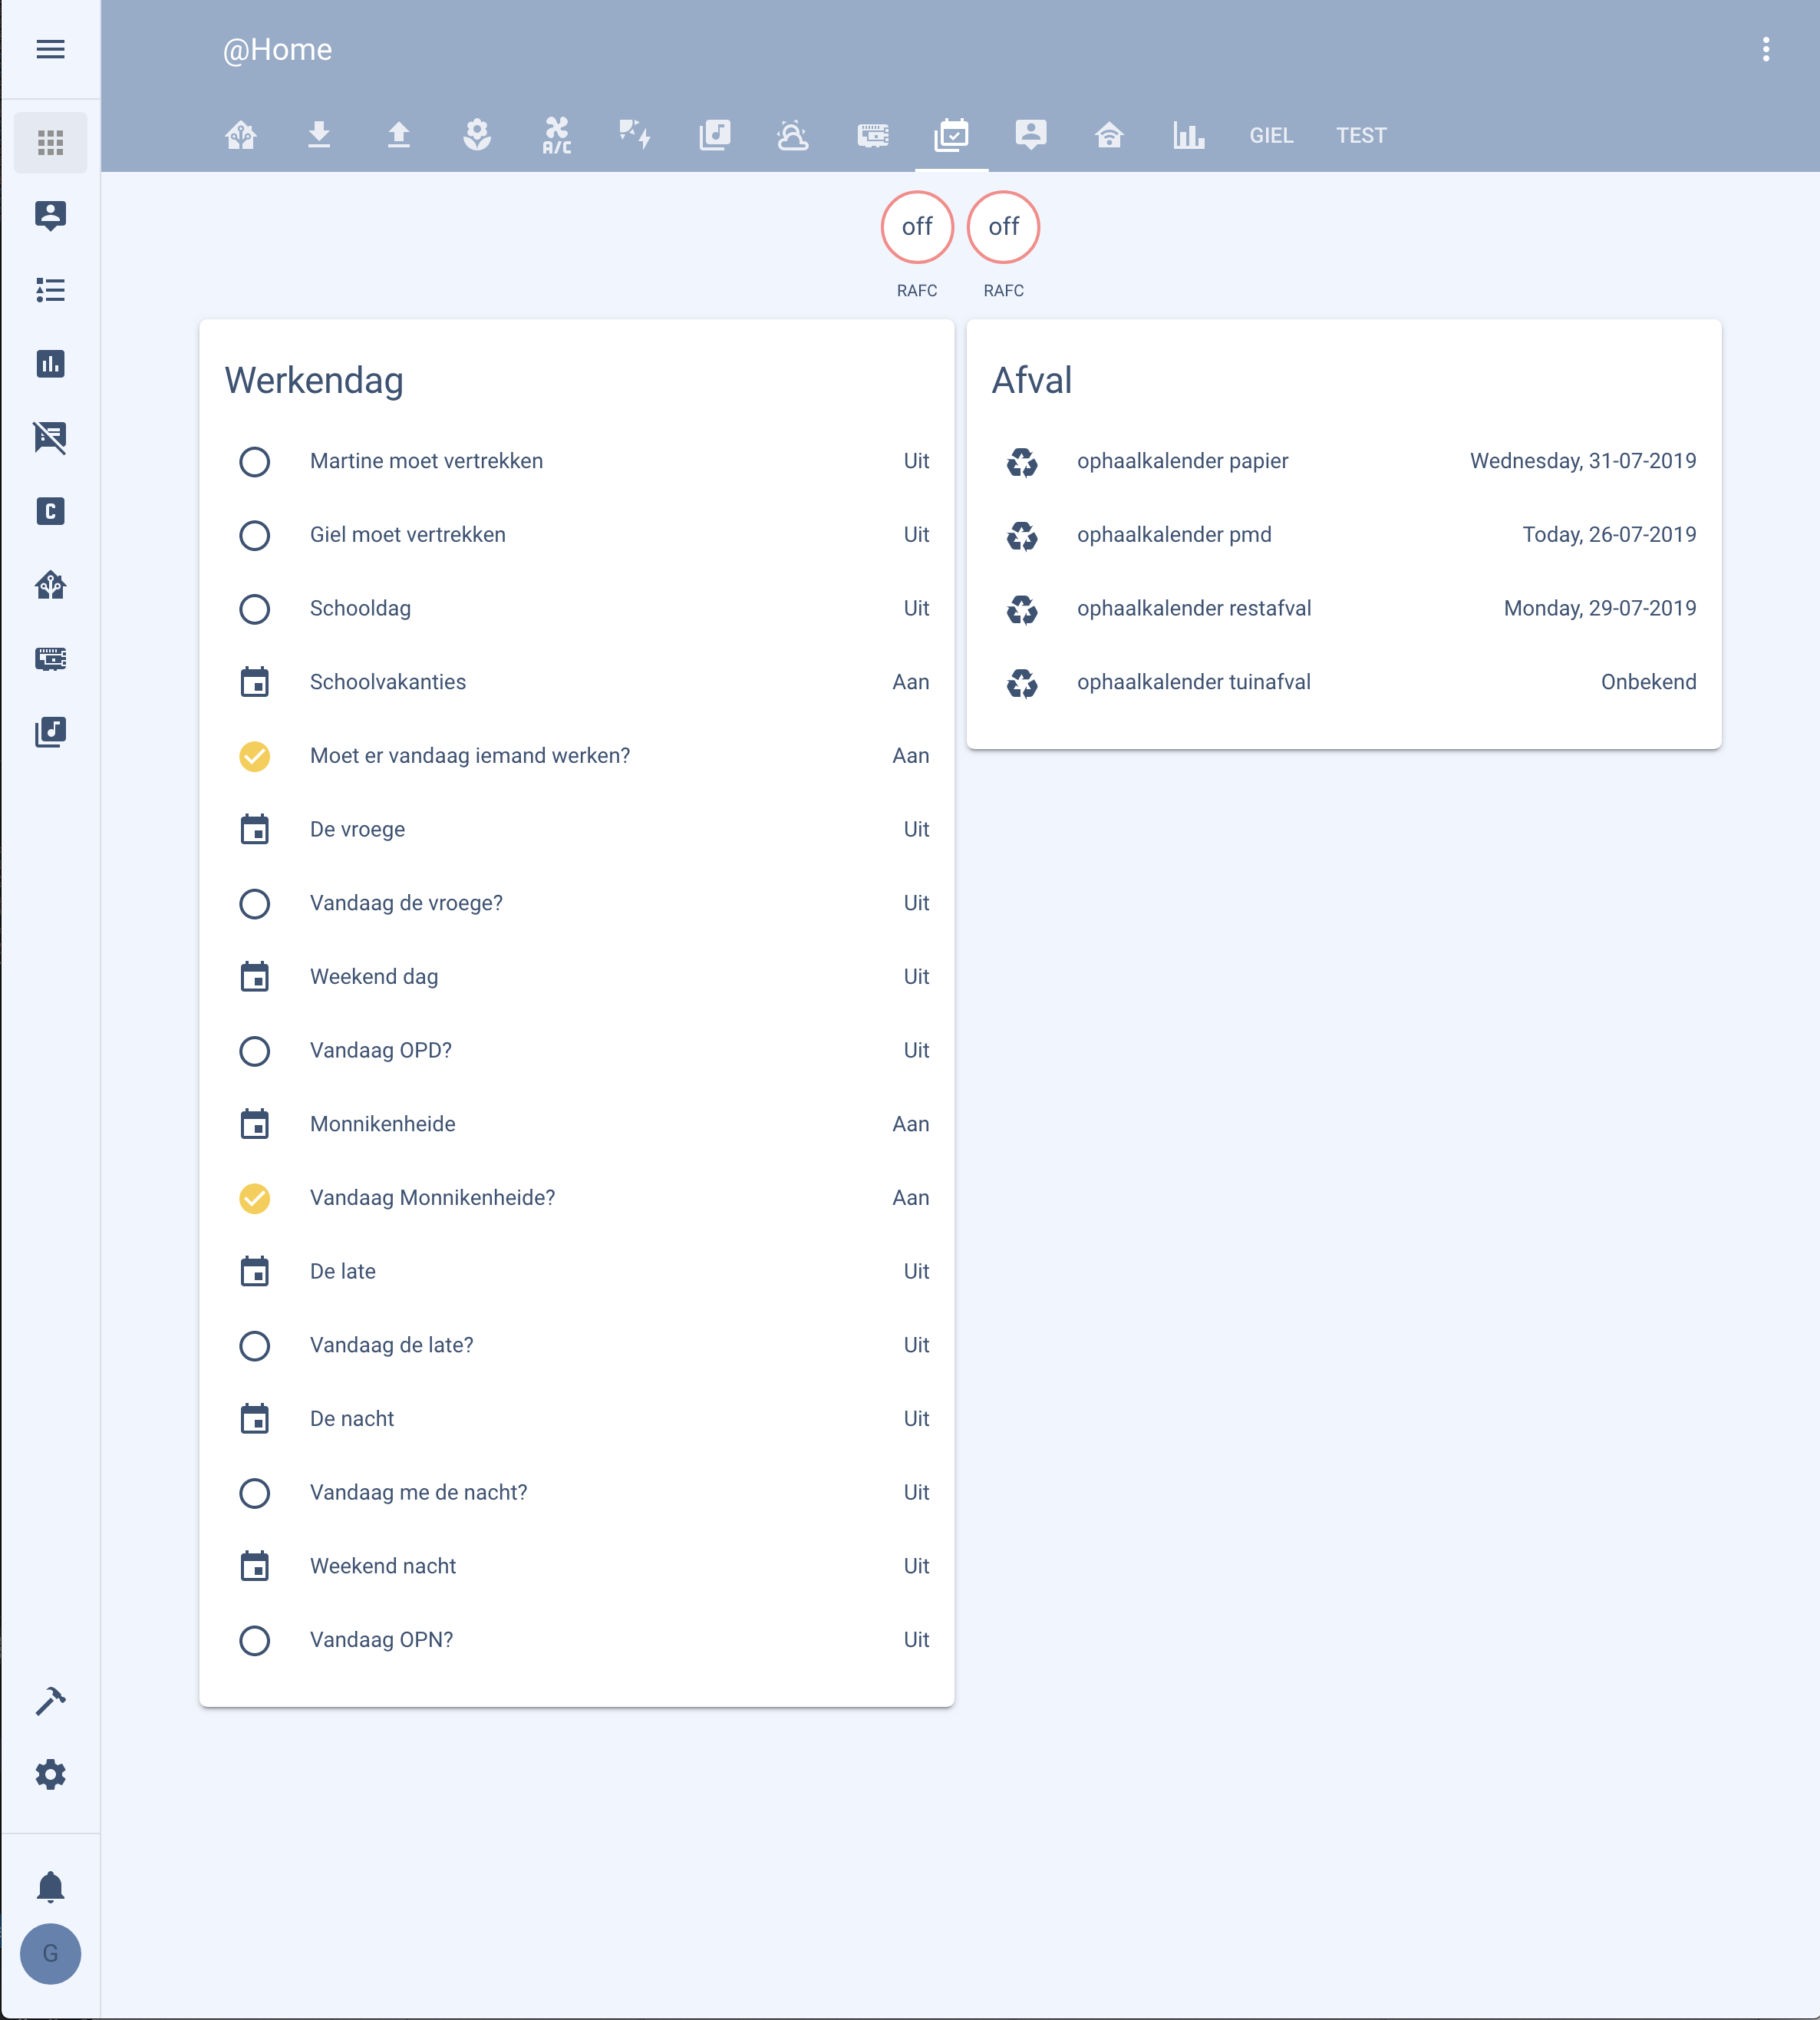 @Home
A/C
GIEL
TEST
off
off
RAFC
RAFC
Werkendag
Martine moet vertrekken Uit
Giel moet vertrekken Uit
Schooldag Uit
Schoolvakanties Aan
Moet er vandaag iemand werken? Aan
De vroege Uit
Vandaag de vroege? Uit
Weekend dag Uit
Vandaag OPD? Uit
Monnikenheide Aan
Vandaag Monnikenheide? Aan
De late Uit
Vandaag de late? Uit
De nacht Uit
Vandaag me de nacht? Uit
Weekend nacht Uit
Vandaag OPN? Uit
Afval
ophaalkalender papier Wednesday, 31-07-2019
ophaalkalender pmd Today, 26-07-2019
ophaalkalender restafval Monday, 29-07-2019
ophaalkalender tuinafval Onbekend
C
G